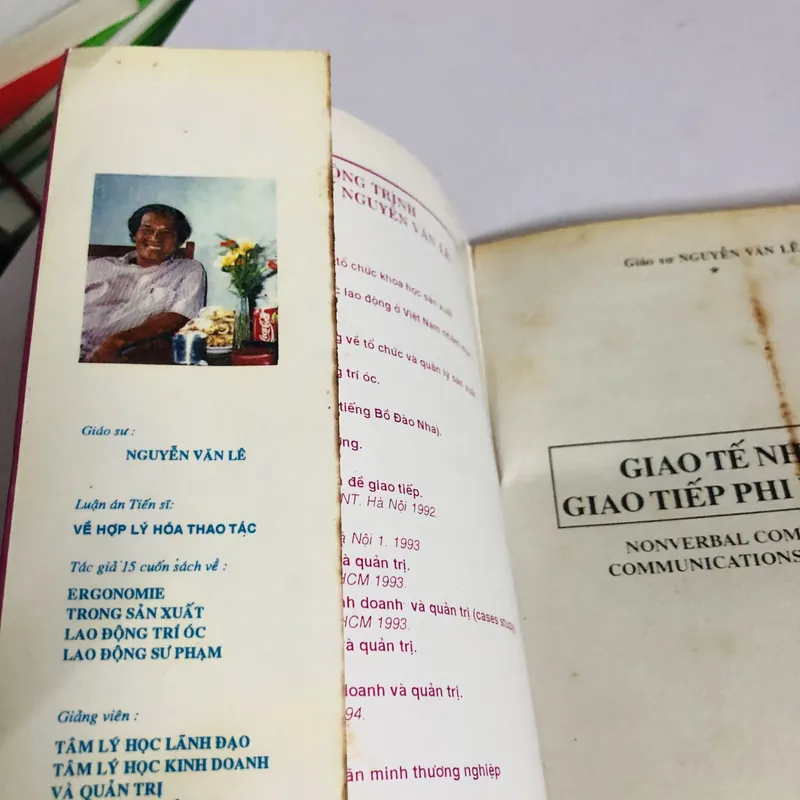 Giáo sư :
NGUYỄN VĂN LÊ
Luận án Tiến sĩ:
VỀ HỢP LÝ HÓA THAO TÁC
Tác giả 15 cuốn sách về :
ERGONOMIE
TRONG SẢN XUẤT
LAO ĐỘNG TRÍ ÓC
LAO ĐỘNG SƯ PHẠM
Giảng viên :
TÂM LÝ HỌC LÃNH ĐẠO
TÂM LÝ HỌC KINH DOANH
VÀ QUẢN TRỊ
TRỊNH
NGUYỄN VĂN LÊ
tổ chức khoa học sản xuất
lao động ở Việt Nam
về tổ chức và quản lý sản xuất
trí óc.
tiếng Bồ Đào Nha).
để giao tiếp.
NT. Hà Nội 1992.
Nội 1. 1993
và quản trị.
HCM 1993.
doanh và quản trị (cases study)
HCM 1993.
và quản trị.
doanh và quản trị.
94.
minh thương nghiệp
Giáo sư NGUYỄN VĂN LÊ
*
GIAO TẾ
GIAO TIẾP PHI
NONVERBAL
COMMUNICATIONS